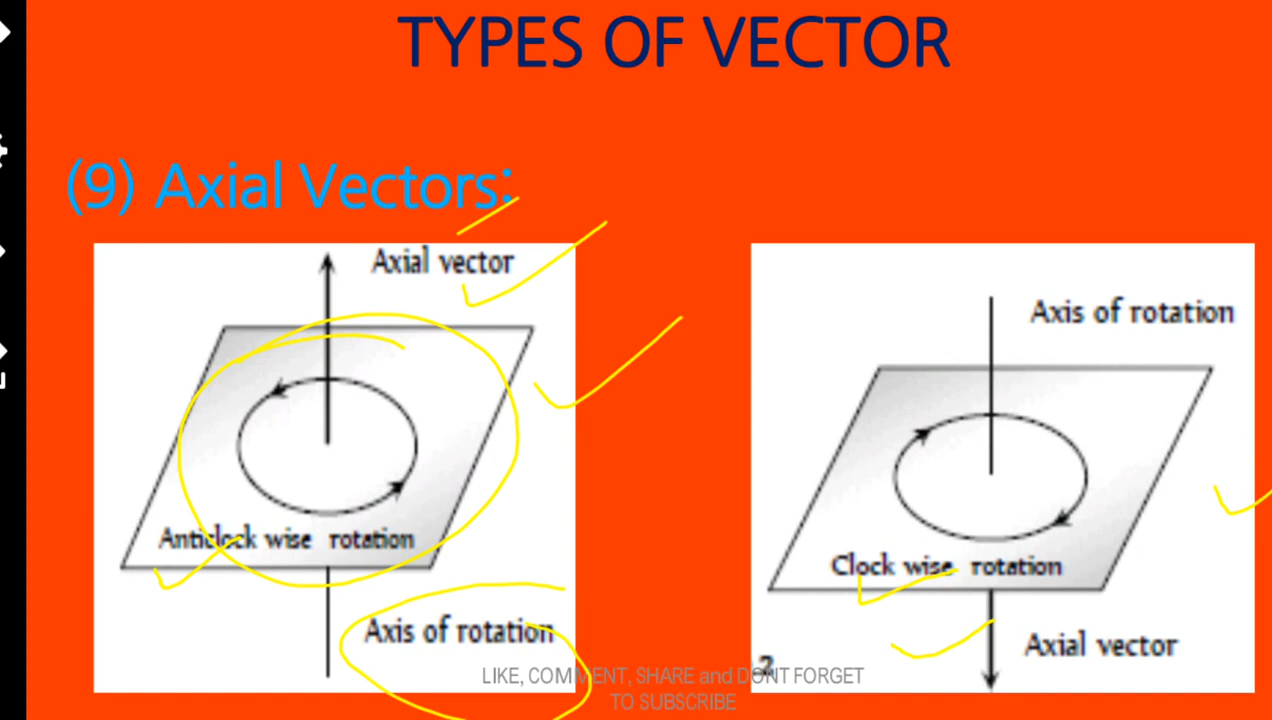 TYPES OF VECTOR
(9) Axial Vectors:
Axial vector
Anticlock wise rotation
Axis of rotation
Axis of rotation
Clock wise rotation
Axial vector
2
LIKE, COMMENT, SHARE and DONT FORGET
TO SUBSCRIBE